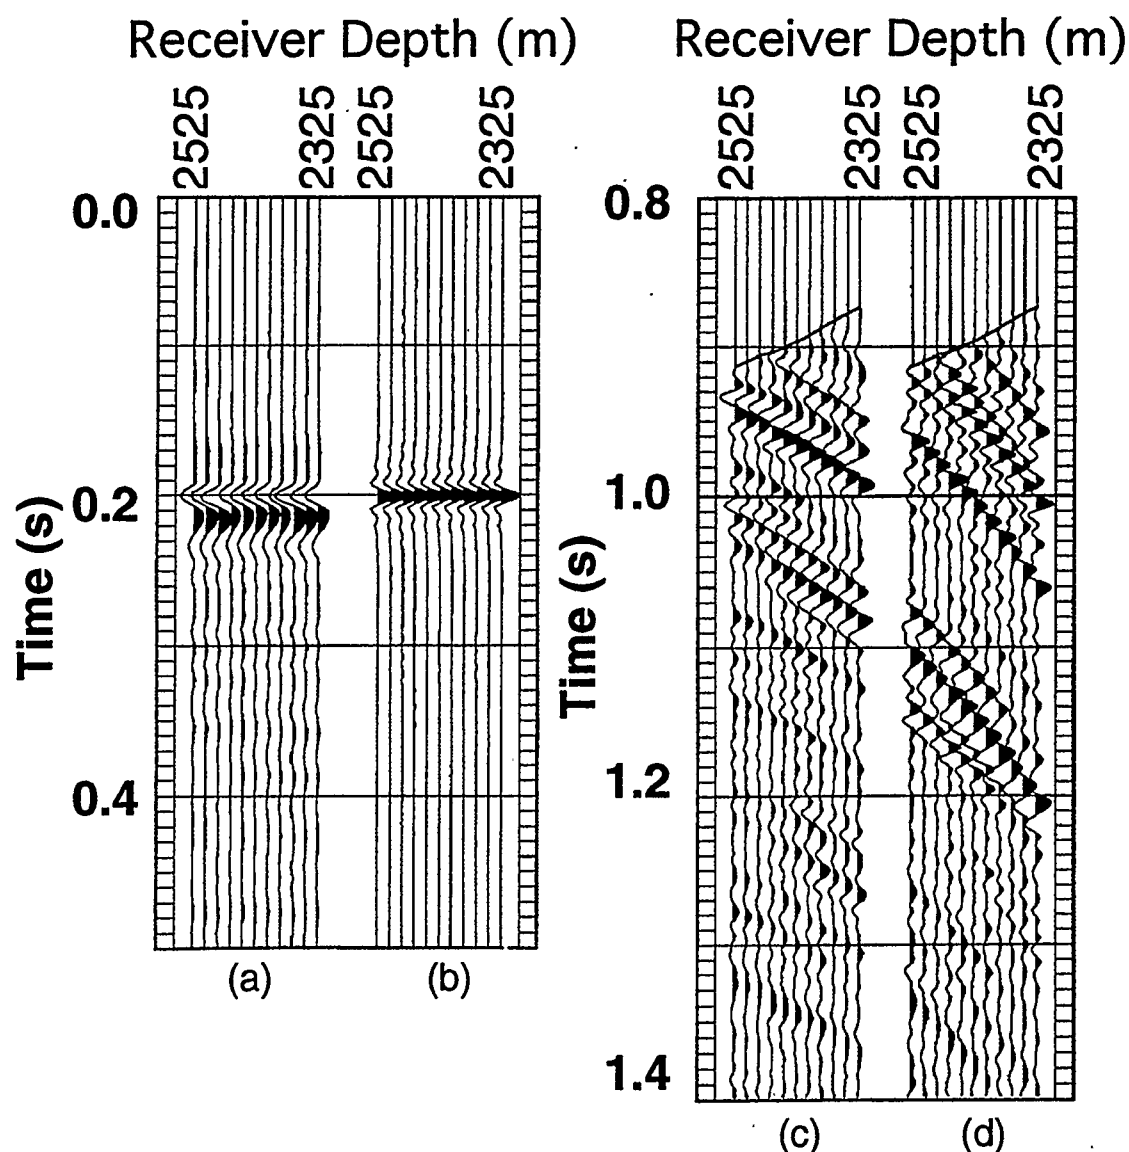 Receiver Depth (m) Receiver Depth (m)
2525 2325 2525 2325 2525 2325 2525 2325
0.0 0.8
0.2 1.0
Time (s) Time (s)
0.4 1.2
1.4
(a) (b)
(c) (d)